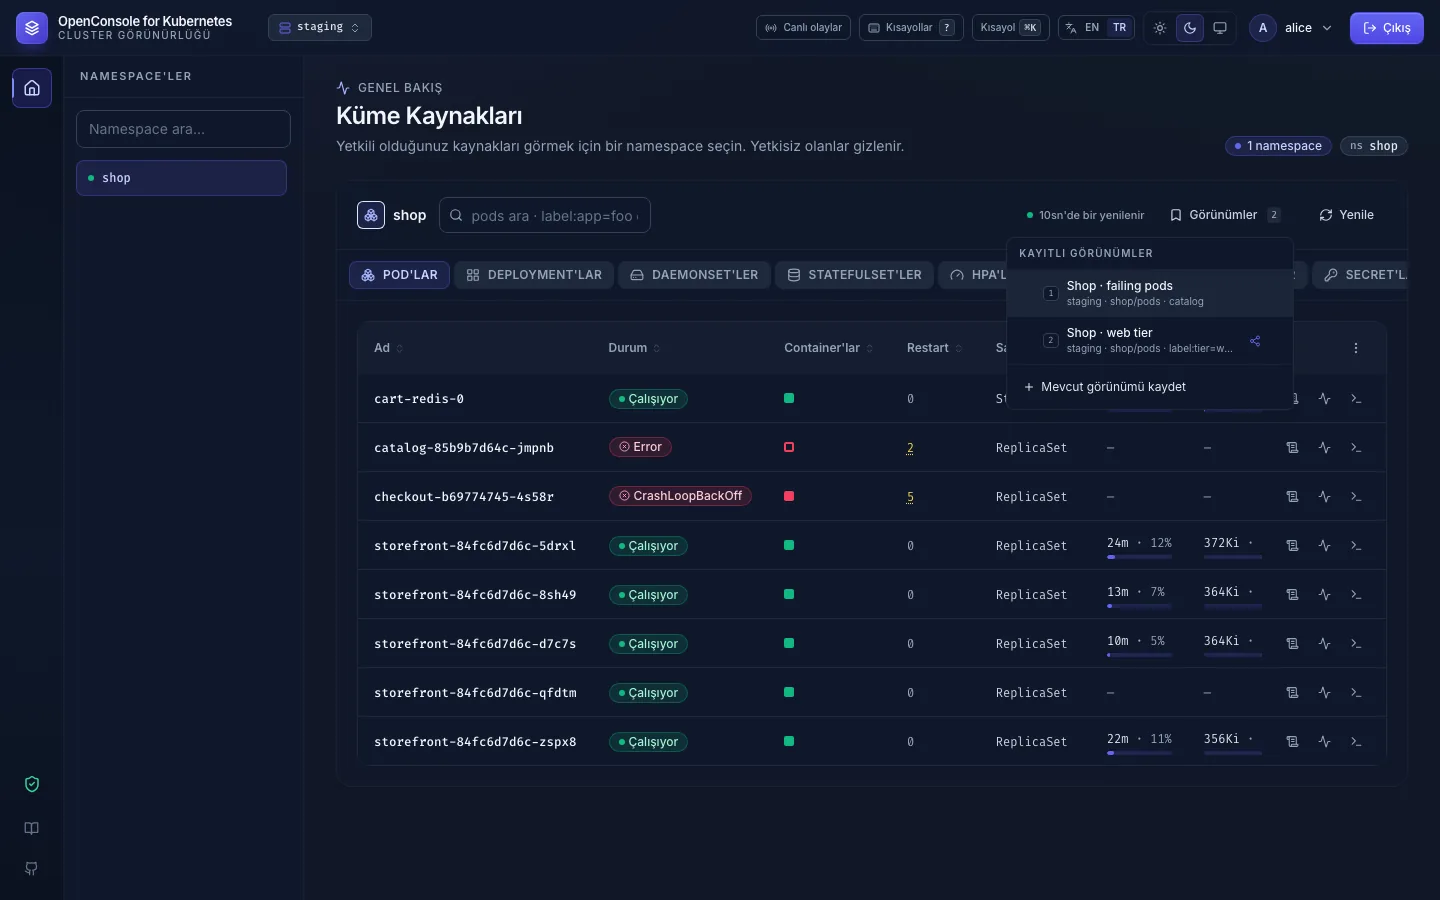 OpenConsole for Kubernetes
CLUSTER GÖRÜNÜRLÜĞÜ
staging
Canlı olaylar
Kısayollar ?
Kısayol ⌘K
EN TR
A alice
Çıkış
NAMESPACE'LER
Namespace ara...
shop
GENEL BAKIŞ
Küme Kaynakları
Yetkili olduğunuz kaynakları görmek için bir namespace seçin. Yetkisiz olanlar gizlenir.
1 namespace
ns shop
shop
pods ara · label:app=foo
10sn'de bir yenilenir
Görünümler 2
Yenile
POD'LAR
DEPLOYMENT'LAR
DAEMONSET'LER
STATEFULSET'LER
HPA'L
SECRET'L
KAYITLI GÖRÜNÜMLER
1 Shop · failing pods
staging · shop/pods · catalog
2 Shop · web tier
staging · shop/pods · label:tier=w...
+ Mevcut görünümü kaydet
Ad Durum Container'lar Restart
cart-redis-0 Çalışıyor 0 St
catalog-85b9b7d64c-jmpnb Error 2 ReplicaSet — —
checkout-b69774745-4s58r CrashLoopBackOff 5 ReplicaSet — —
storefront-84fc6d7d6c-5drxl Çalışıyor 0 ReplicaSet 24m · 12% 372Ki ·
storefront-84fc6d7d6c-8sh49 Çalışıyor 0 ReplicaSet 13m · 7% 364Ki ·
storefront-84fc6d7d6c-d7c7s Çalışıyor 0 ReplicaSet 10m · 5% 364Ki ·
storefront-84fc6d7d6c-qfdtm Çalışıyor 0 ReplicaSet — —
storefront-84fc6d7d6c-zspx8 Çalışıyor 0 ReplicaSet 22m · 11% 356Ki ·